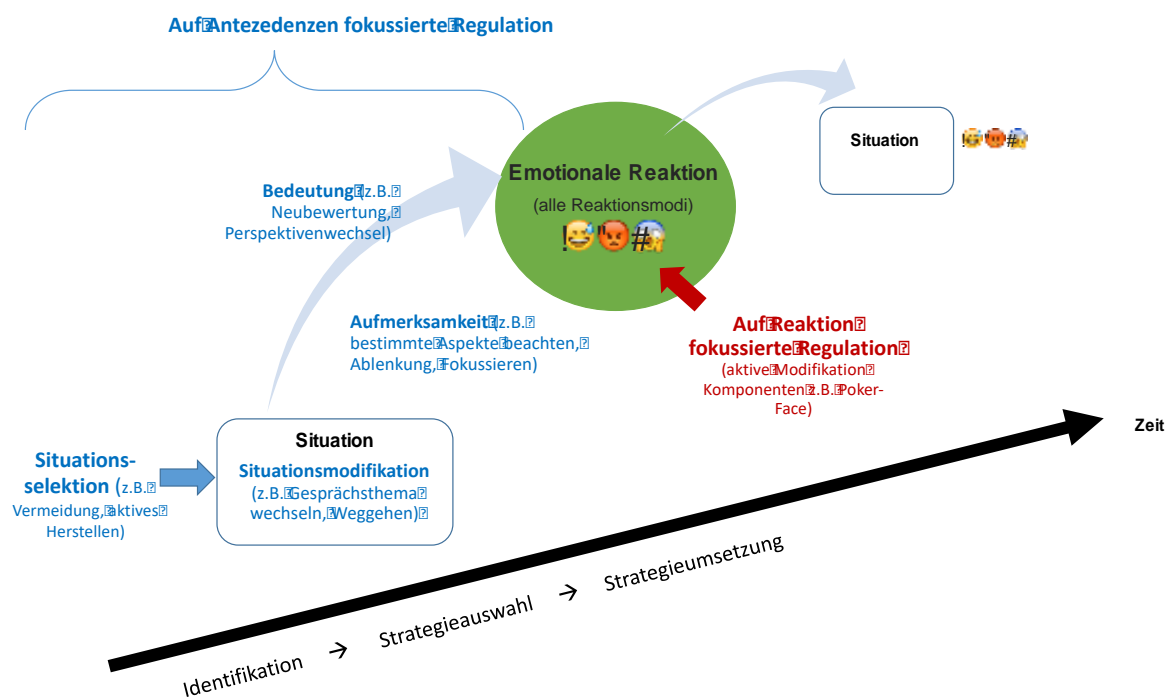 Auf Antezedenzen fokussierte Regulation
Situation
Emotionale Reaktion
(alle Reaktionsmodi)
Bedeutung (z.B.
Neubewertung,
Perspektivenwechsel)
Aufmerksamkeit (z.B.
bestimmte Aspekte beachten,
Ablenkung, Fokussieren)
Auf Reaktion
fokussierte Regulation
(aktive Modifikation
Komponenten z.B. Poker-
Face)
Zeit
Situations-
selektion (z.B.
Vermeidung, aktives
Herstellen)
Situation
Situationsmodifikation
(z.B. Gesprächsthema
wechseln, Weggehen)
Identifikation → Strategieauswahl → Strategieumsetzung